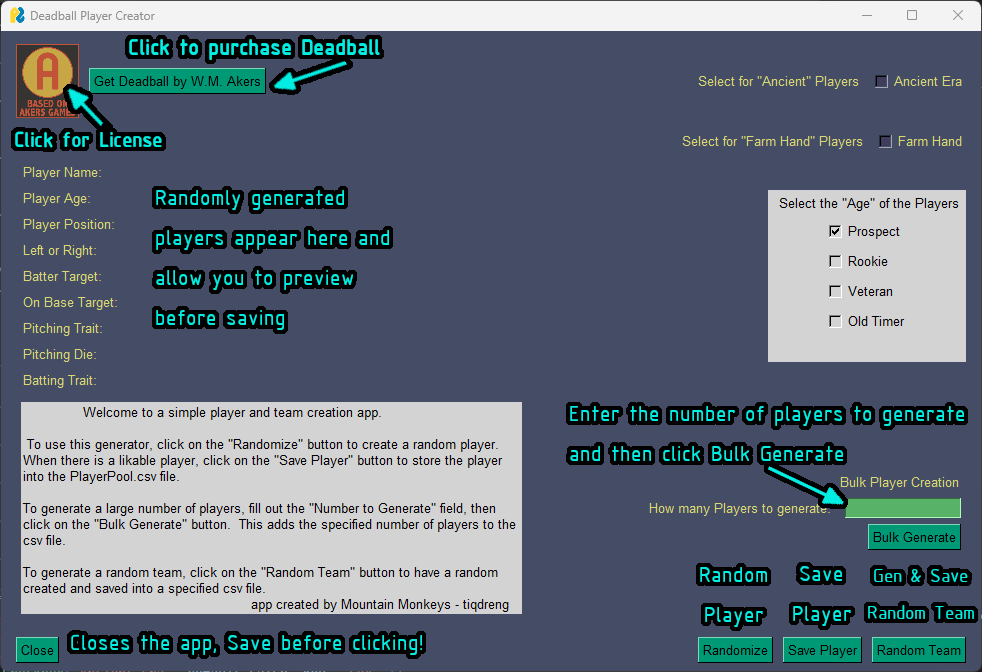 Deadball Player Creator
Click to purchase Deadball
A
BASED ON
AKERS GAMES
Get Deadball by W.M. Akers
Click for License
Select for "Ancient" Players
Ancient Era
Select for "Farm Hand" Players
Farm Hand
Player Name:
Player Age:
Player Position:
Left or Right:
Batter Target:
On Base Target:
Pitching Trait:
Pitching Die:
Batting Trait:
Randomly generated
players appear here and
allow you to preview
before saving
Select the "Age" of the Players
Prospect
Rookie
Veteran
Old Timer
Welcome to a simple player and team creation app.
To use this generator, click on the "Randomize" button to create a random player.
When there is a likable player, click on the "Save Player" button to store the player
into the PlayerPool.csv file.
To generate a large number of players, fill out the "Number to Generate" field, then
click on the "Bulk Generate" button. This adds the specified number of players to the
csv file.
To generate a random team, click on the "Random Team" button to have a random
created and saved into a specified csv file.
app created by Mountain Monkeys - tiqdreng
Enter the number of players to generate
and then click Bulk Generate
Bulk Player Creation
How many Players to generate:
Bulk Generate
Random
Player
Save
Player
Gen & Save
Random Team
Close
Closes the app, Save before clicking!
Randomize
Save Player
Random Team